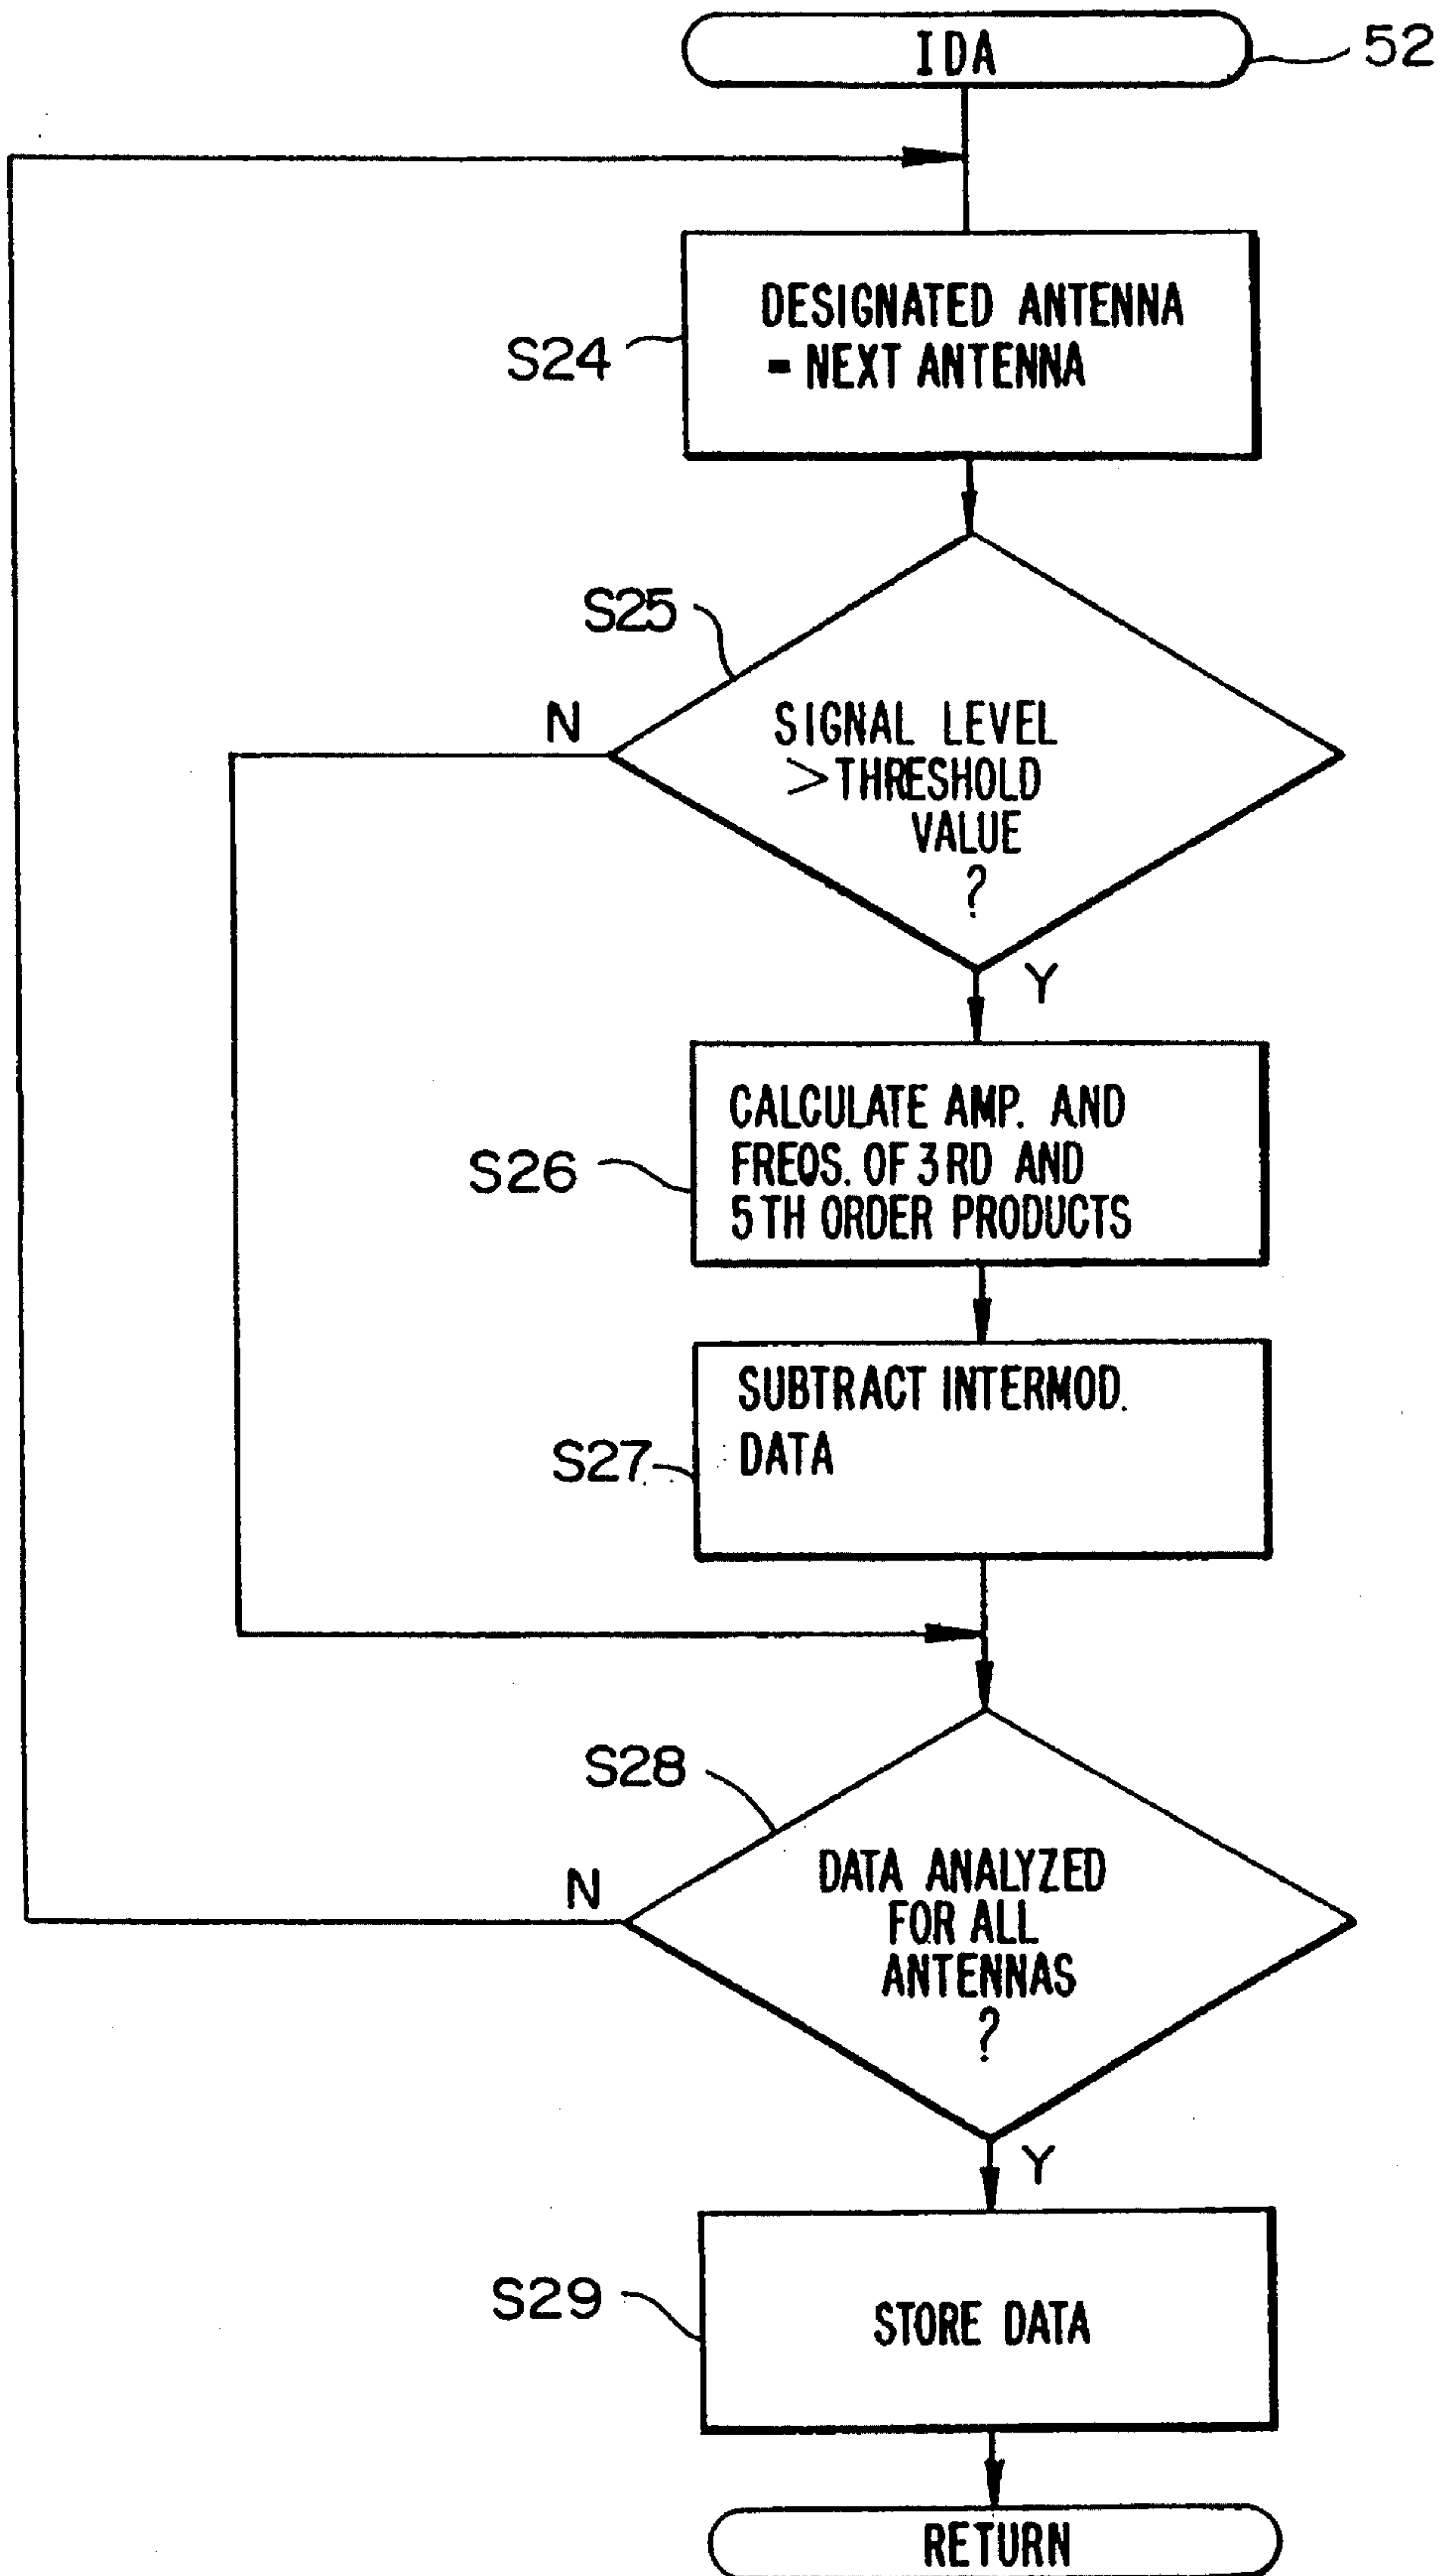 IDA
52
DESIGNATED ANTENNA
= NEXT ANTENNA
S24
S25
N
SIGNAL LEVEL
>THRESHOLD
VALUE
?
Y
CALCULATE AMP. AND
FREQS. OF 3RD AND
5TH ORDER PRODUCTS
S26
SUBTRACT INTERMOD.
DATA
S27
S28
N
DATA ANALYZED
FOR ALL
ANTENNAS
?
Y
S29
STORE DATA
RETURN